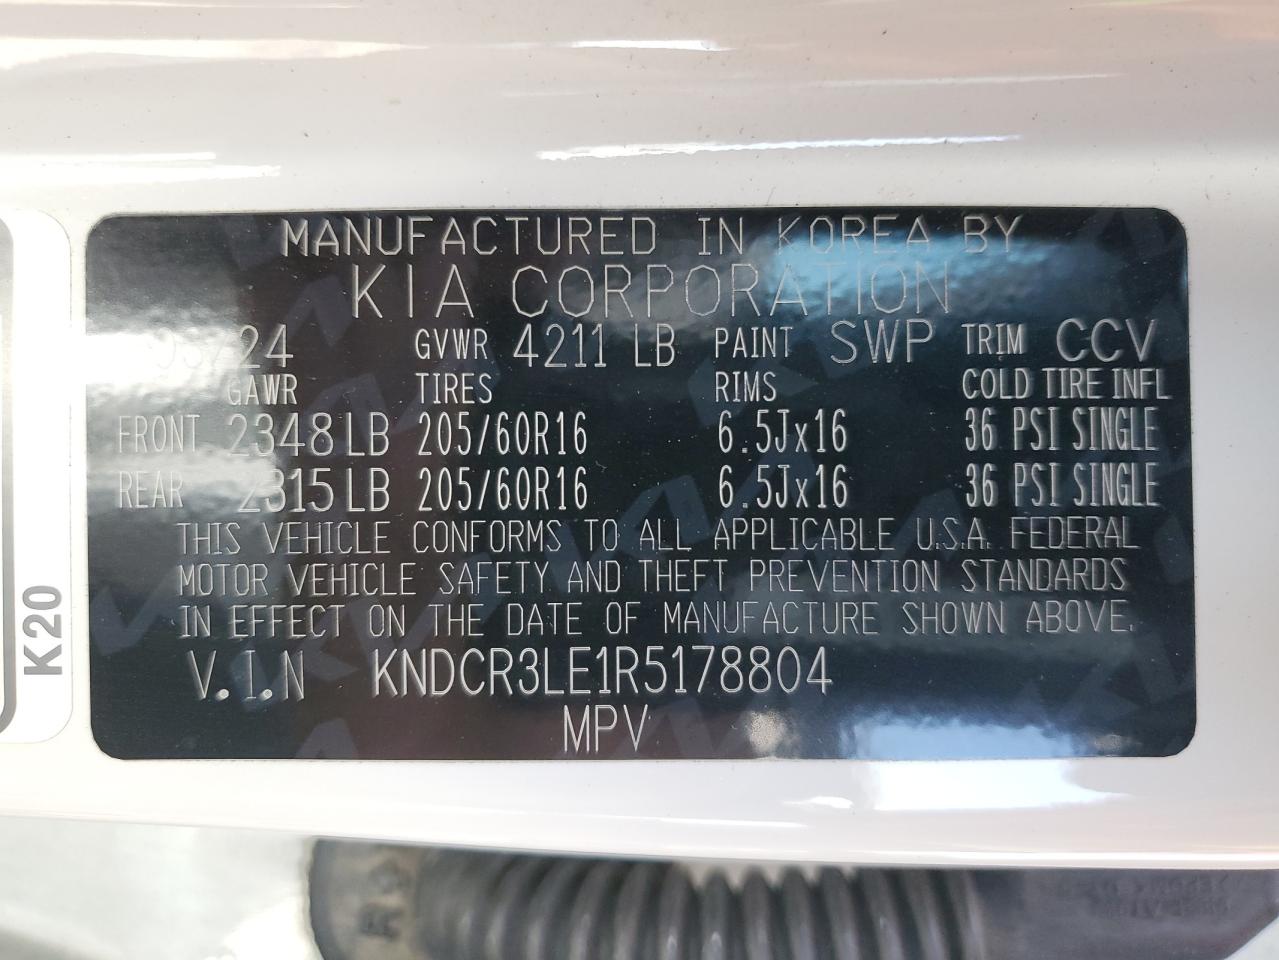 MANUFACTURED IN KOREA BY
KIA CORPORATION
03/24 GVWR 4211 LB PAINT SWP TRIM CCV
GAWR TIRES RIMS COLD TIRE INFL
FRONT 2348 LB 205/60R16 6.5Jx16 36 PSI SINGLE
REAR 2315 LB 205/60R16 6.5Jx16 36 PSI SINGLE
THIS VEHICLE CONFORMS TO ALL APPLICABLE U.S.A. FEDERAL
MOTOR VEHICLE SAFETY AND THEFT PREVENTION STANDARDS
IN EFFECT ON THE DATE OF MANUFACTURE SHOWN ABOVE.
V.I.N KNDCR3LE1R5178804
MPV
K20